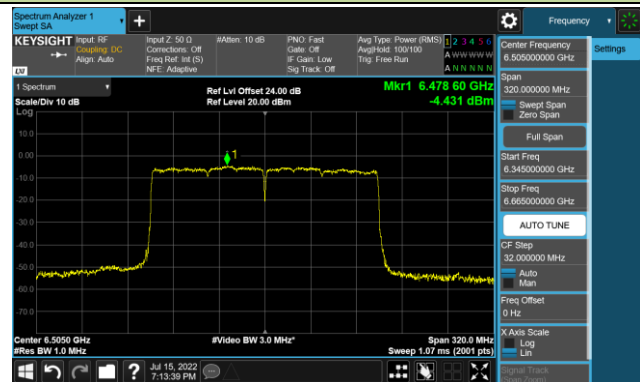 Spectrum Analyzer 1
Swept SA
Frequency
KEYSIGHT
Input: RF
Coupling: DC
Align: Auto
Input Z: 50 Ω
Corrections: Off
Freq Ref: Int (S)
NFE: Adaptive
#Atten: 10 dB
PNO: Fast
Gate: Off
IF Gain: Low
Sig Track: Off
Avg Type: Power (RMS)
Avg|Hold: 100/100
Trig: Free Run
1 2 3 4 5 6
A W W W W W
A N N N N N
LXI
1 Spectrum
Scale/Div 10 dB
Log
Ref Lvl Offset 24.00 dB
Ref Level 20.00 dBm
Mkr1 6.478 60 GHz
-4.431 dBm
1
10.0
0.00
-10.0
-20.0
-30.0
-40.0
-50.0
-60.0
-70.0
Center 6.5050 GHz
#Res BW 1.0 MHz
#Video BW 3.0 MHz*
Span 320.0 MHz
Sweep 1.07 ms (2001 pts)
Jul 15, 2022
7:13:39 PM
Center Frequency
6.505000000 GHz
Settings
Span
320.000000 MHz
Swept Span
Zero Span
Full Span
Start Freq
6.345000000 GHz
Stop Freq
6.665000000 GHz
AUTO TUNE
CF Step
32.000000 MHz
Auto
Man
Freq Offset
0 Hz
X Axis Scale
Log
Lin
Signal Track
(Span Zoom)